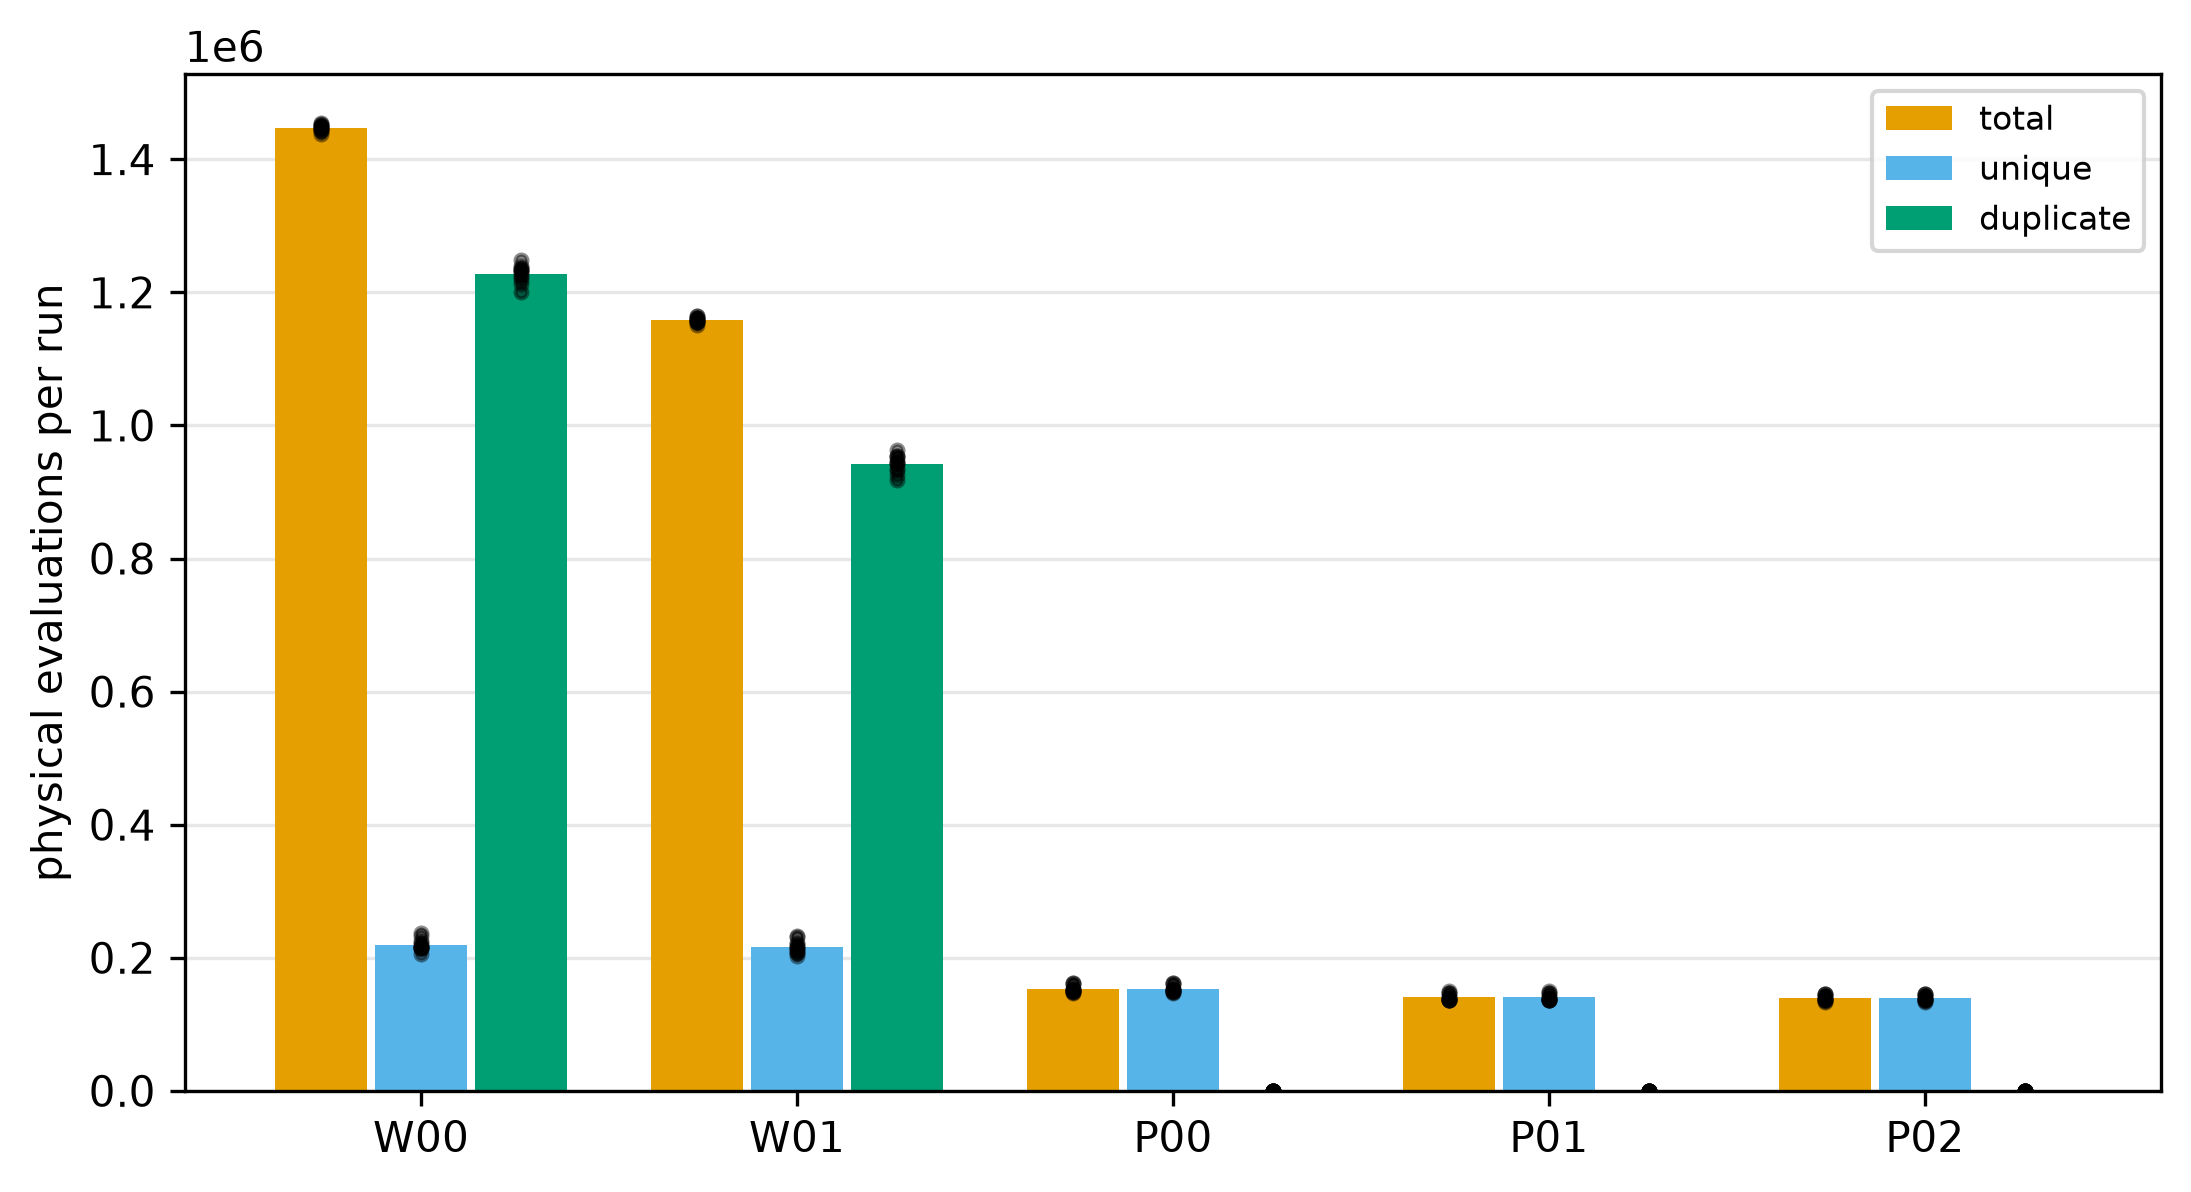 1e6
total
unique
duplicate
physical evaluations per run
1.4
1.2
1.0
0.8
0.6
0.4
0.2
0.0
W00
W01
P00
P01
P02